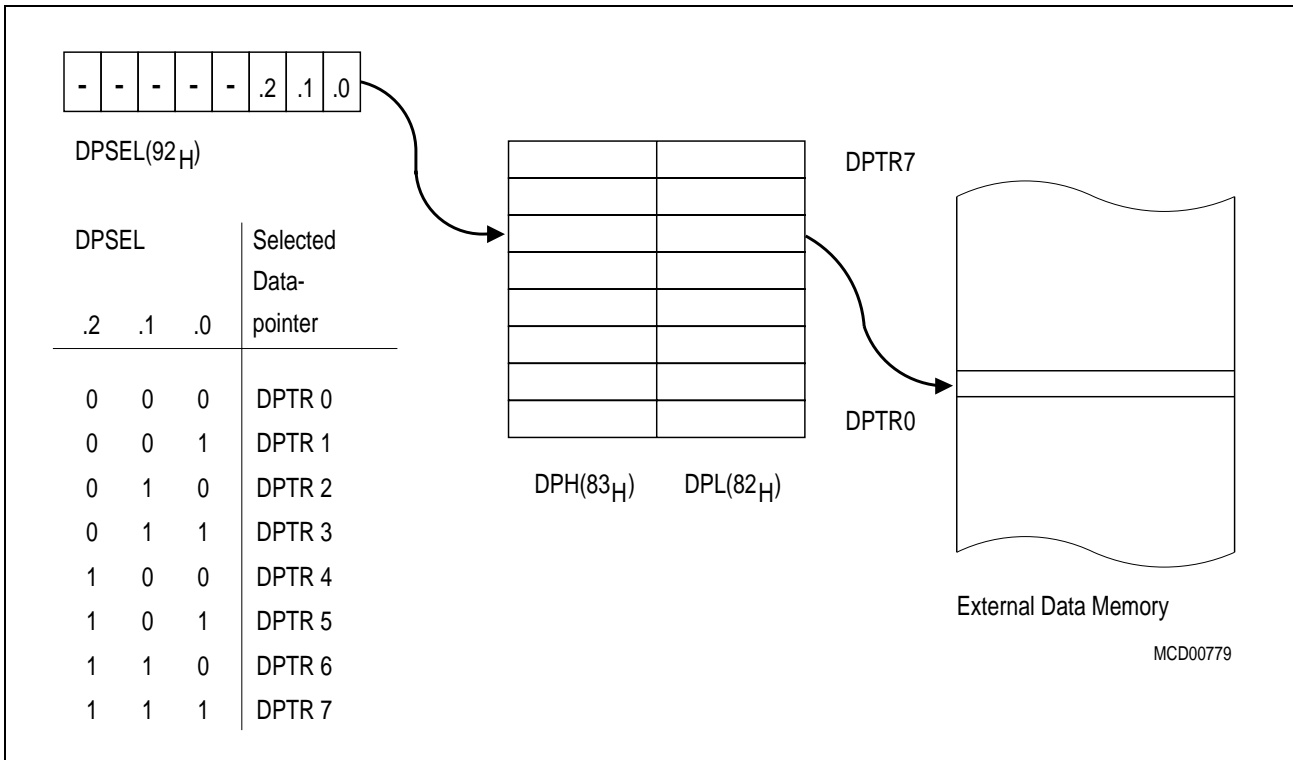 - - - - - .2 .1 .0
DPSEL(92H)
DPSEL Selected
Data-
.2 .1 .0 pointer
0 0 0 DPTR 0
0 0 1 DPTR 1
0 1 0 DPTR 2
0 1 1 DPTR 3
1 0 0 DPTR 4
1 0 1 DPTR 5
1 1 0 DPTR 6
1 1 1 DPTR 7
DPTR7
DPTR0
DPH(83H) DPL(82H)
External Data Memory
MCD00779